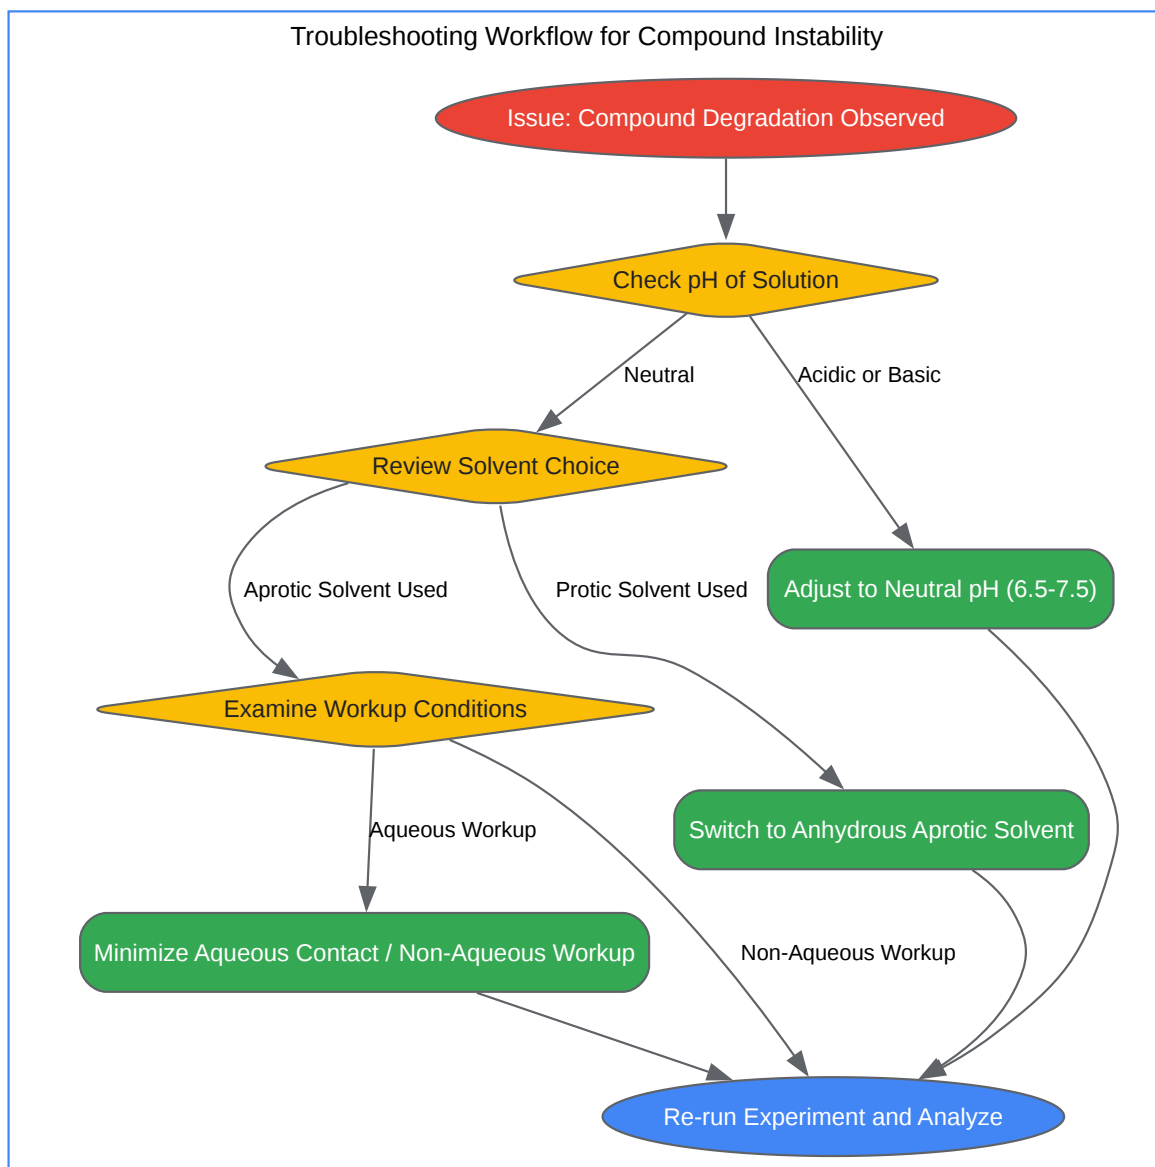 Troubleshooting Workflow for Compound Instability
Issue: Compound Degradation Observed
Check pH of Solution
Neutral
Acidic or Basic
Review Solvent Choice
Aprotic Solvent Used
Protic Solvent Used
Adjust to Neutral pH (6.5-7.5)
Examine Workup Conditions
Aqueous Workup
Switch to Anhydrous Aprotic Solvent
Minimize Aqueous Contact / Non-Aqueous Workup
Non-Aqueous Workup
Re-run Experiment and Analyze